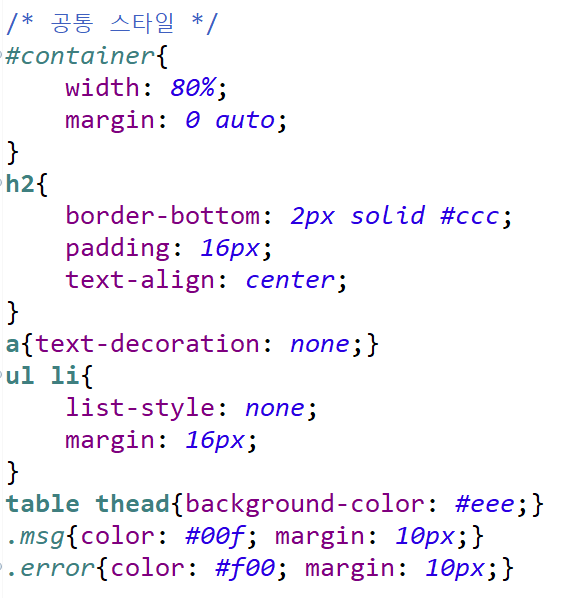 /* 공통 스타일 */
#container{
    width: 80%;
    margin: 0 auto;
}
h2{
    border-bottom: 2px solid #ccc;
    padding: 16px;
    text-align: center;
}
a{text-decoration: none;}
ul li{
    list-style: none;
    margin: 16px;
}
table thead{background-color: #eee;}
.msg{color: #00f; margin: 10px;}
.error{color: #f00; margin: 10px;}